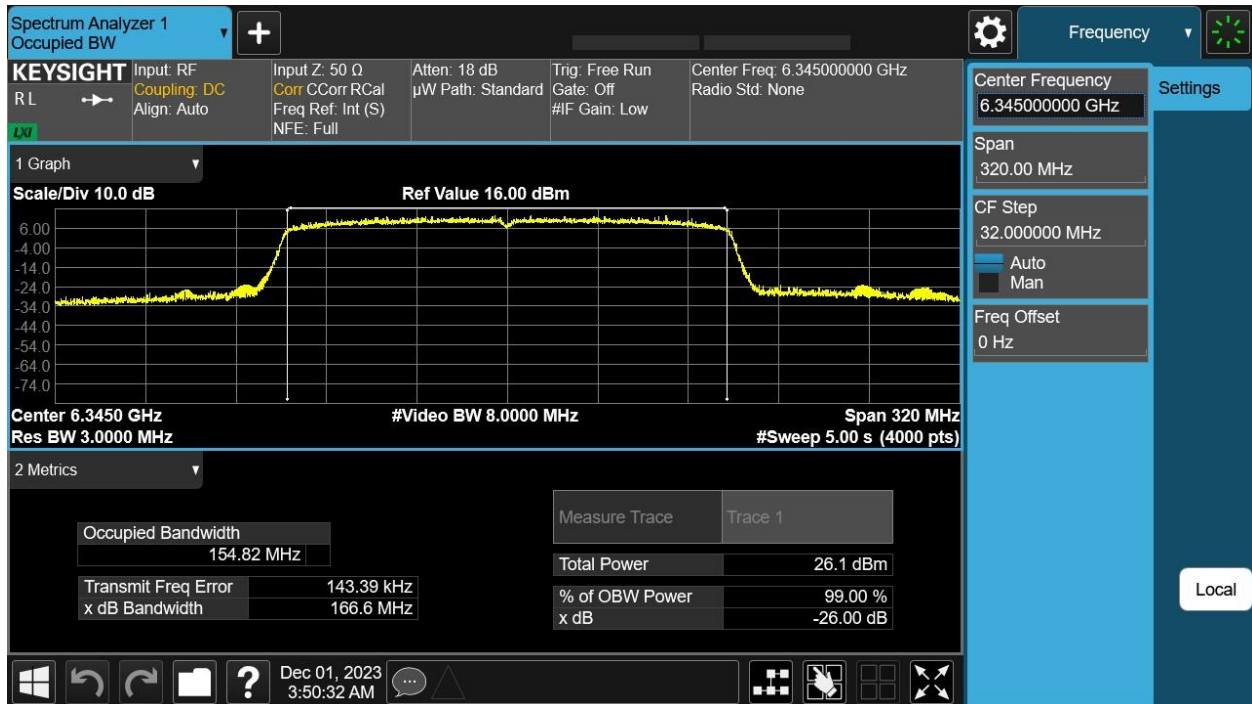 Spectrum Analyzer 1
Occupied BW
+
Frequency
KEYSIGHT
Input: RF
Input Z: 50 Ω
Atten: 18 dB
Trig: Free Run
Center Freq: 6.345000000 GHz
R L
Coupling: DC
Corr CCorr RCal
µW Path: Standard
Gate: Off
Radio Std: None
Align: Auto
Freq Ref: Int (S)
#IF Gain: Low
LXI
NFE: Full
Center Frequency
6.345000000 GHz
Settings
Span
320.00 MHz
CF Step
32.000000 MHz
Auto
Man
Freq Offset
0 Hz
1 Graph
Scale/Div 10.0 dB
Ref Value 16.00 dBm
6.00
-4.00
-14.0
-24.0
-34.0
-44.0
-54.0
-64.0
-74.0
Center 6.3450 GHz
#Video BW 8.0000 MHz
Span 320 MHz
Res BW 3.0000 MHz
#Sweep 5.00 s (4000 pts)
2 Metrics
Measure Trace
Trace 1
Occupied Bandwidth
154.82 MHz
Total Power
26.1 dBm
Transmit Freq Error
143.39 kHz
% of OBW Power
99.00 %
x dB Bandwidth
166.6 MHz
x dB
-26.00 dB
Local
?
Dec 01, 2023
3:50:32 AM